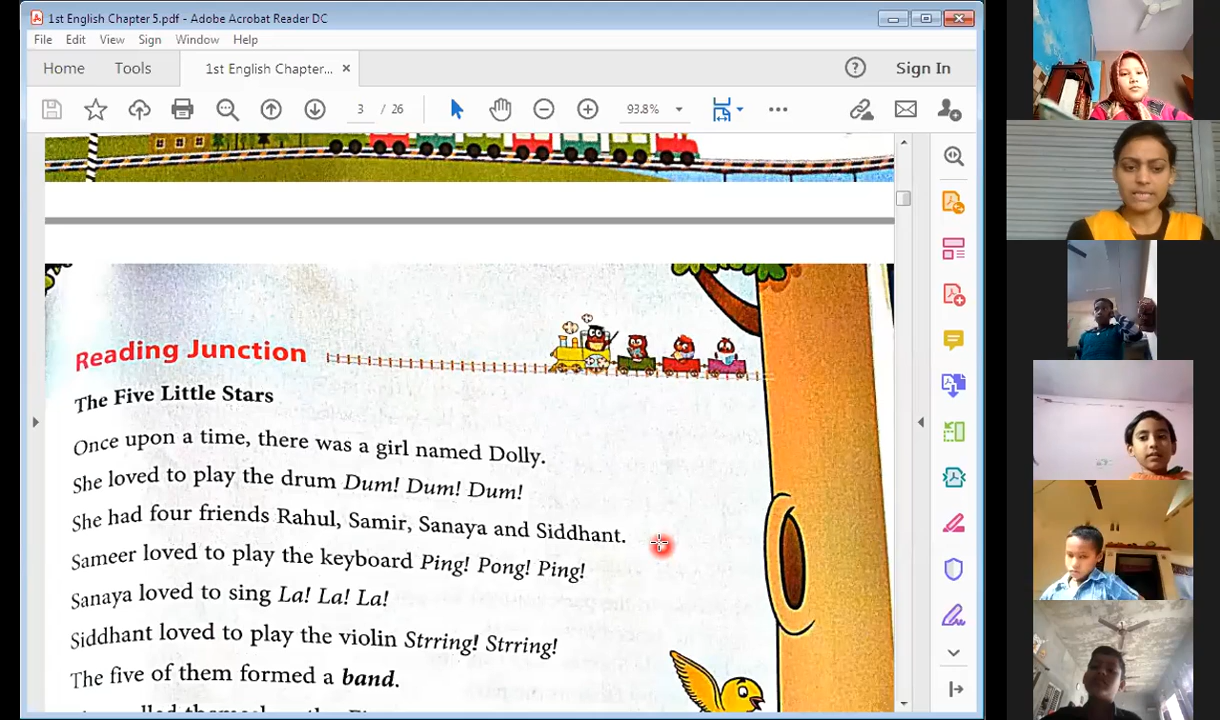 1st English Chapter 5.pdf - Adobe Acrobat Reader DC
File Edit View Sign Window Help
Home Tools 1st English Chapter... Sign In
3 / 26 93.8%
Reading Junction
The Five Little Stars
Once upon a time, there was a girl named Dolly.
She loved to play the drum Dum! Dum! Dum!
She had four friends Rahul, Samir, Sanaya and Siddhant.
Sameer loved to play the keyboard Ping! Pong! Ping!
Sanaya loved to sing La! La! La!
Siddhant loved to play the violin Strring! Strring!
The five of them formed a band.